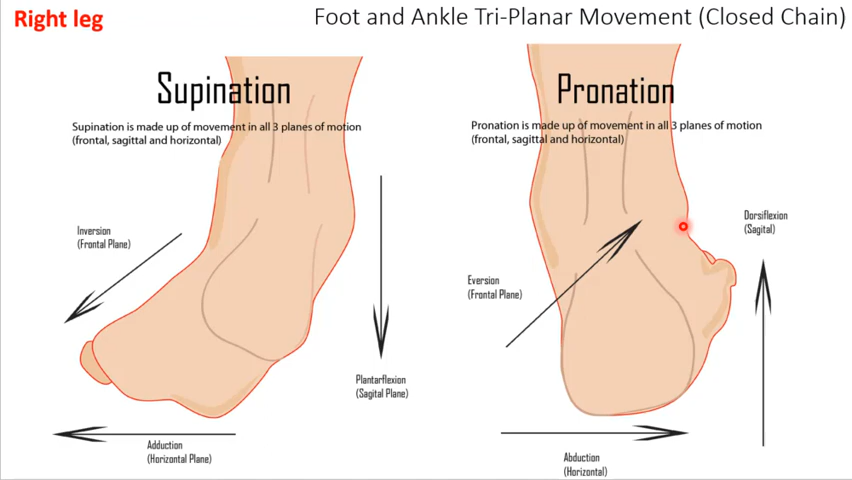 Right leg
Foot and Ankle Tri-Planar Movement (Closed Chain)
Supination
Supination is made up of movement in all 3 planes of motion
(frontal, sagittal and horizontal)
Inversion
(Frontal Plane)
Plantarflexion
(Sagital Plane)
Adduction
(Horizontal Plane)
Pronation
Pronation is made up of movement in all 3 planes of motion
(frontal, sagittal and horizontal)
Dorsiflexion
(Sagital)
Eversion
(Frontal Plane)
Abduction
(Horizontal)